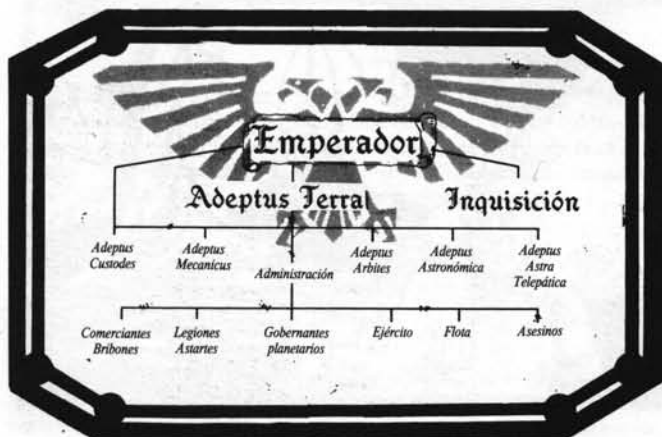 Emperador
Adeptus Terra
Inquisición
Adeptus
Custodes
Adeptus
Mecanicus
Administración
Adeptus
Arbites
Adeptus
Astronómica
Adeptus
Astra
Telepática
Comerciantes
Bribones
Legiones
Astartes
Gobernantes
planetarios
Ejército
Flota
Asesinos